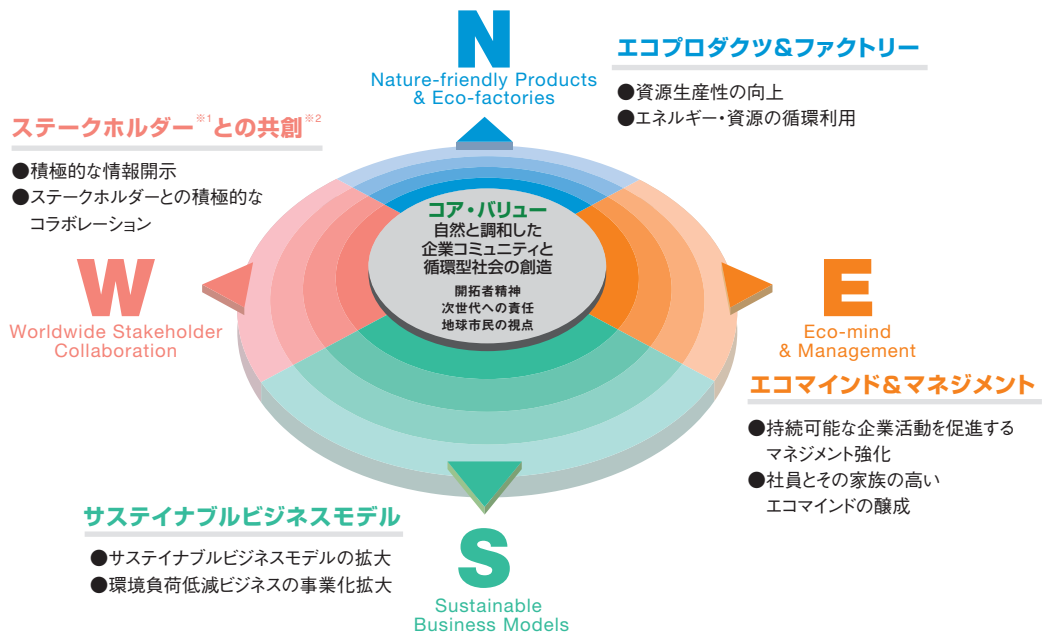 N
Nature-friendly Products
& Eco-factories
エコプロダクツ&ファクトリー
●資源生産性の向上
●エネルギー・資源の循環利用
ステークホルダー※1との共創※2
●積極的な情報開示
●ステークホルダーとの積極的な
コラボレーション
W
Worldwide Stakeholder
Collaboration
コア・バリュー
自然と調和した
企業コミュニティと
循環型社会の創造
開拓者精神
次世代への責任
地球市民の視点
E
Eco-mind
& Management
エコマインド&マネジメント
●持続可能な企業活動を促進する
マネジメント強化
●社員とその家族の高い
エコマインドの醸成
サステイナブルビジネスモデル
●サステイナブルビジネスモデルの拡大
●環境負荷低減ビジネスの事業化拡大
S
Sustainable
Business Models